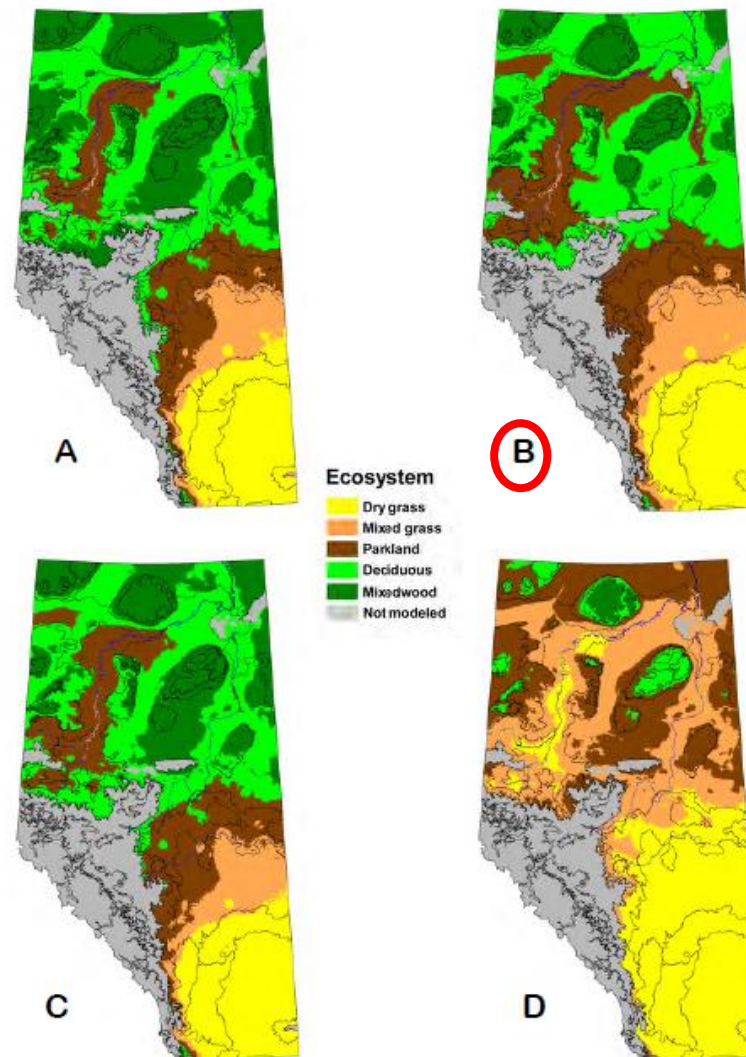 A
B
Ecosystem
Dry grass
Mixed grass
Parkland
Deciduous
Mixedwood
Not modeled
C
D